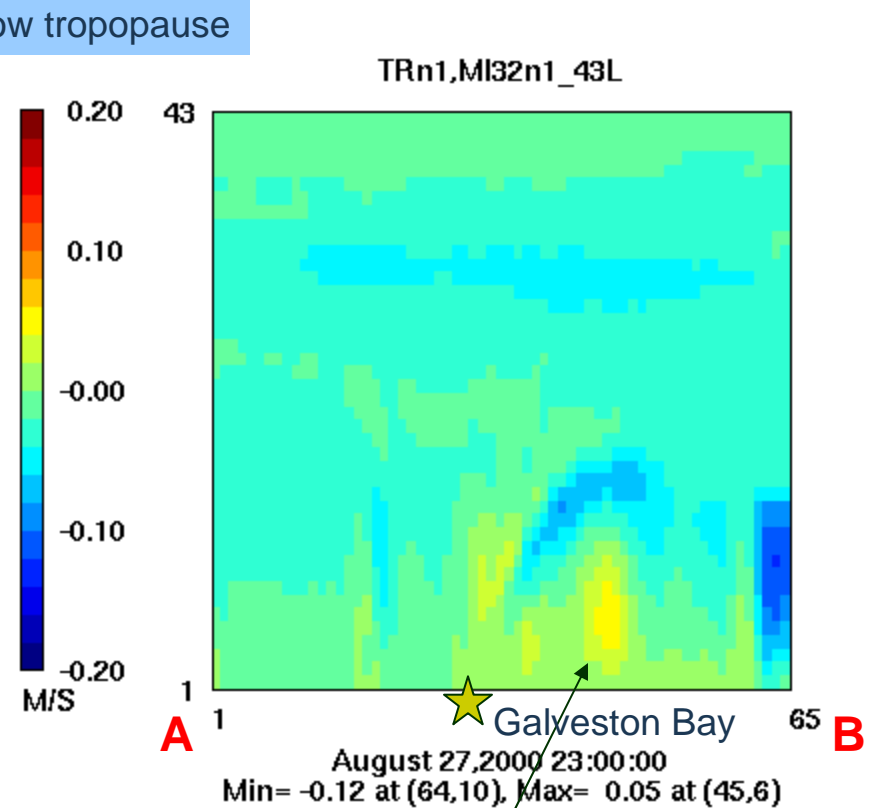 tropopause
TRn1,MI32n1_43L
0.20
0.10
-0.00
-0.10
-0.20
M/S
43
1
1
65
A
B
Galveston Bay
August 27,2000 23:00:00
Min= -0.12 at (64,10), Max= 0.05 at (45,6)